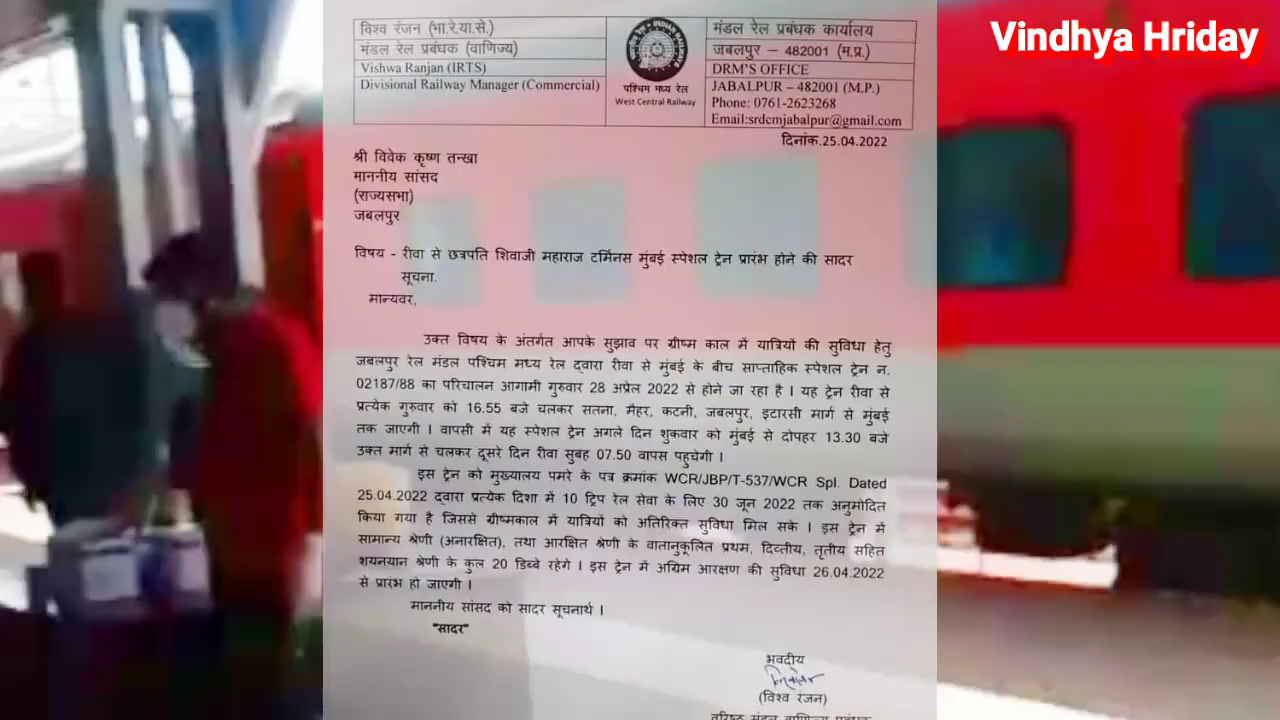 Vindhya Hriday
विश्व रंजन (भा.रे.या.से.)
मंडल रेल प्रबंधक (वाणिज्य)
Vishwa Ranjan (IRTS)
Divisional Railway Manager (Commercial)
INDIAN RAILWAY
पश्चिम मध्य रेल
West Central Railway
मंडल रेल प्रबंधक कार्यालय
जबलपुर – 482001 (म.प्र.)
DRM'S OFFICE
JABALPUR – 482001 (M.P.)
Phone: 0761-2623268
Email:srdcmjabalpur@gmail.com
दिनांक.25.04.2022
श्री विवेक कृष्ण तन्खा
माननीय सांसद
(राज्यसभा)
जबलपुर
विषय - रीवा से छत्रपति शिवाजी महाराज टर्मिनस मुंबई स्पेशल ट्रेन प्रारंभ होने की सादर
सूचना.
मान्यवर,
उक्त विषय के अंतर्गत आपके सुझाव पर ग्रीष्म काल में यात्रियों की सुविधा हेतु
जबलपुर रेल मंडल पश्चिम मध्य रेल द्वारा रीवा से मुंबई के बीच साप्ताहिक स्पेशल ट्रेन न.
02187/88 का परिचालन आगामी गुरुवार 28 अप्रेल 2022 से होने जा रहा है । यह ट्रेन रीवा से
प्रत्येक गुरुवार को 16.55 बजे चलकर सतना, मैहर, कटनी, जबलपुर, इटारसी मार्ग से मुंबई
तक जाएगी । वापसी में यह स्पेशल ट्रेन अगले दिन शुकवार को मुंबई से दोपहर 13.30 बजे
उक्त मार्ग से चलकर दूसरे दिन रीवा सुबह 07.50 वापस पहुचेगी ।
इस ट्रेन को मुख्यालय पमरे के पत्र क्रमांक WCR/JBP/T-537/WCR Spl. Dated
25.04.2022 द्वारा प्रत्येक दिशा में 10 ट्रिप रेल सेवा के लिए 30 जून 2022 तक अनुमोदित
किया गया है जिससे ग्रीष्मकाल में यात्रियों को अतिरिक्त सुविधा मिल सके । इस ट्रेन में
सामान्य श्रेणी (अनारक्षित), तथा आरक्षित श्रेणी के वातानुकूलित प्रथम, दिव्तीय, तृतीय सहित
शयनयान श्रेणी के कुल 20 डिब्बे रहेगे । इस ट्रेन में अग्रिम आरक्षण की सुविधा 26.04.2022
से प्रारंभ हो जाएगी ।
माननीय सांसद को सादर सूचनार्थ ।
"सादर"
भवदीय
(विश्व रंजन)
वरिष्ठ मंडल वाणिज्य प्रबंधक